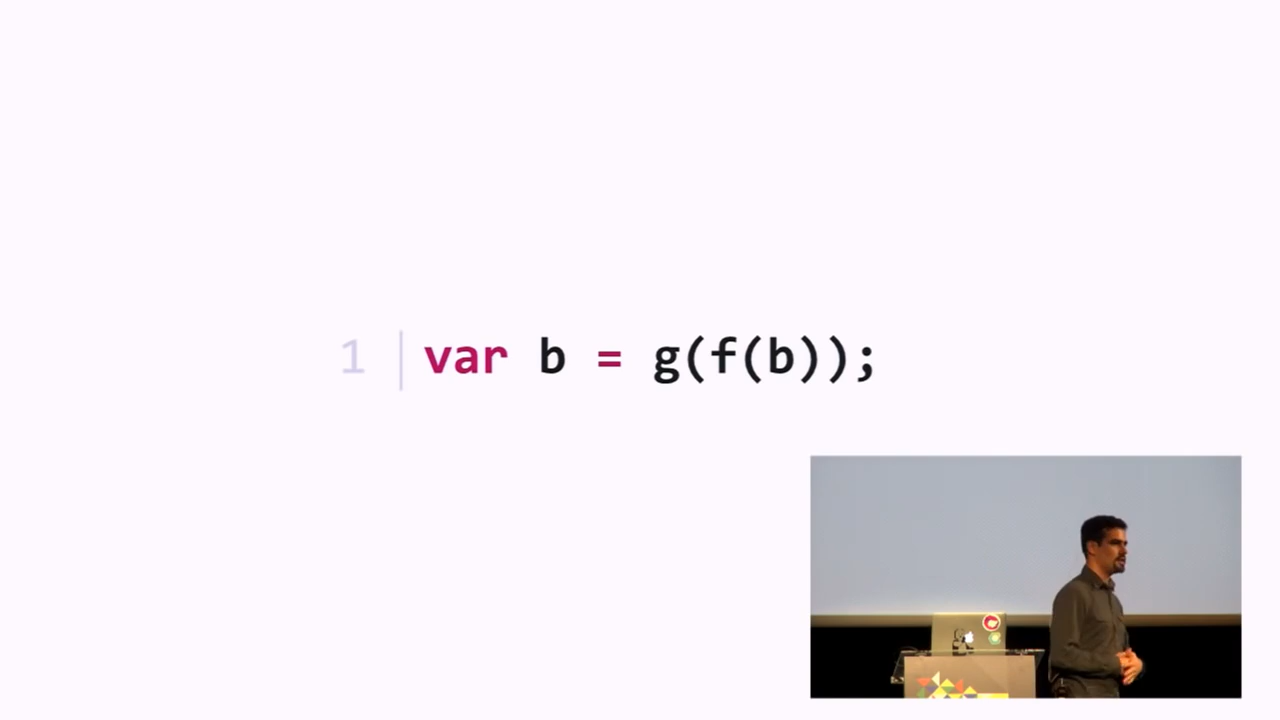 1 var b = g(f(b));